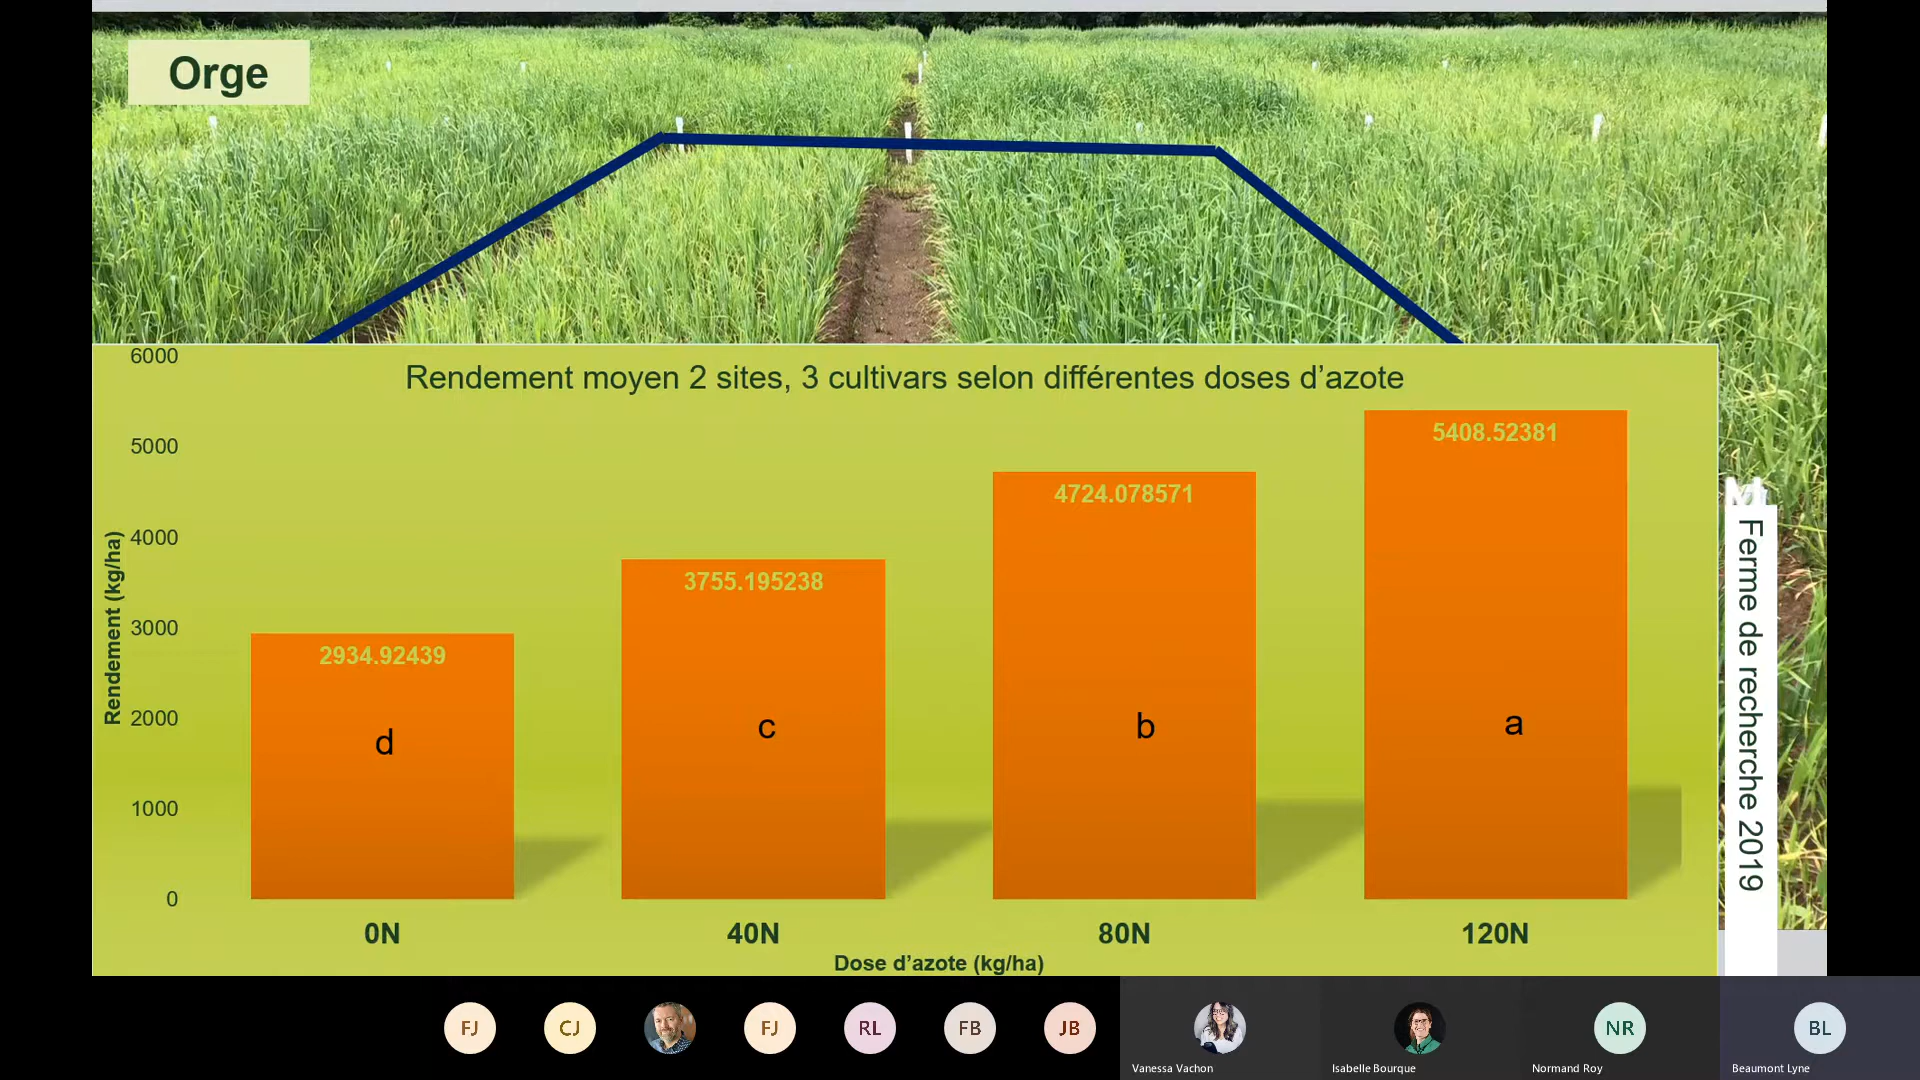 Orge
Rendement moyen 2 sites, 3 cultivars selon différentes doses d’azote
6000
5000
4000
3000
2000
1000
0
Rendement (kg/ha)
2934.92439
3755.195238
4724.078571
5408.52381
d
c
b
a
0N
40N
80N
120N
Dose d’azote (kg/ha)
M
Ferme de recherche 2019
FJ
CJ
FJ
RL
FB
JB
NR
BL
Vanessa Vachon
Isabelle Bourque
Normand Roy
Beaumont Lyne